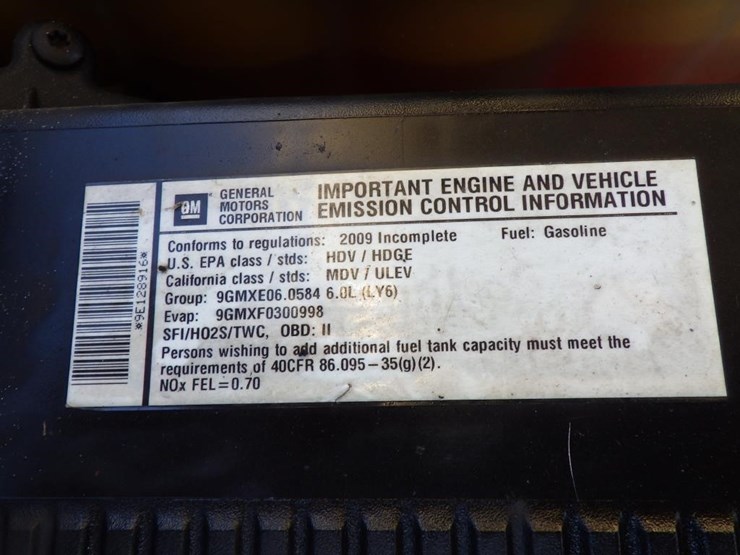 *9E128916*
GM
GENERAL
MOTORS
CORPORATION
IMPORTANT ENGINE AND VEHICLE
EMISSION CONTROL INFORMATION
Conforms to regulations: 2009 Incomplete Fuel: Gasoline
U.S. EPA class / stds: HDV / HDGE
California class / stds: MDV / ULEV
Group: 9GMXE06.0584 6.0L (LY6)
Evap: 9GMXF0300998
SFI/HO2S/TWC, OBD: II
Persons wishing to add additional fuel tank capacity must meet the
requirements of 40CFR 86.095-35(g)(2).
NOx FEL=0.70